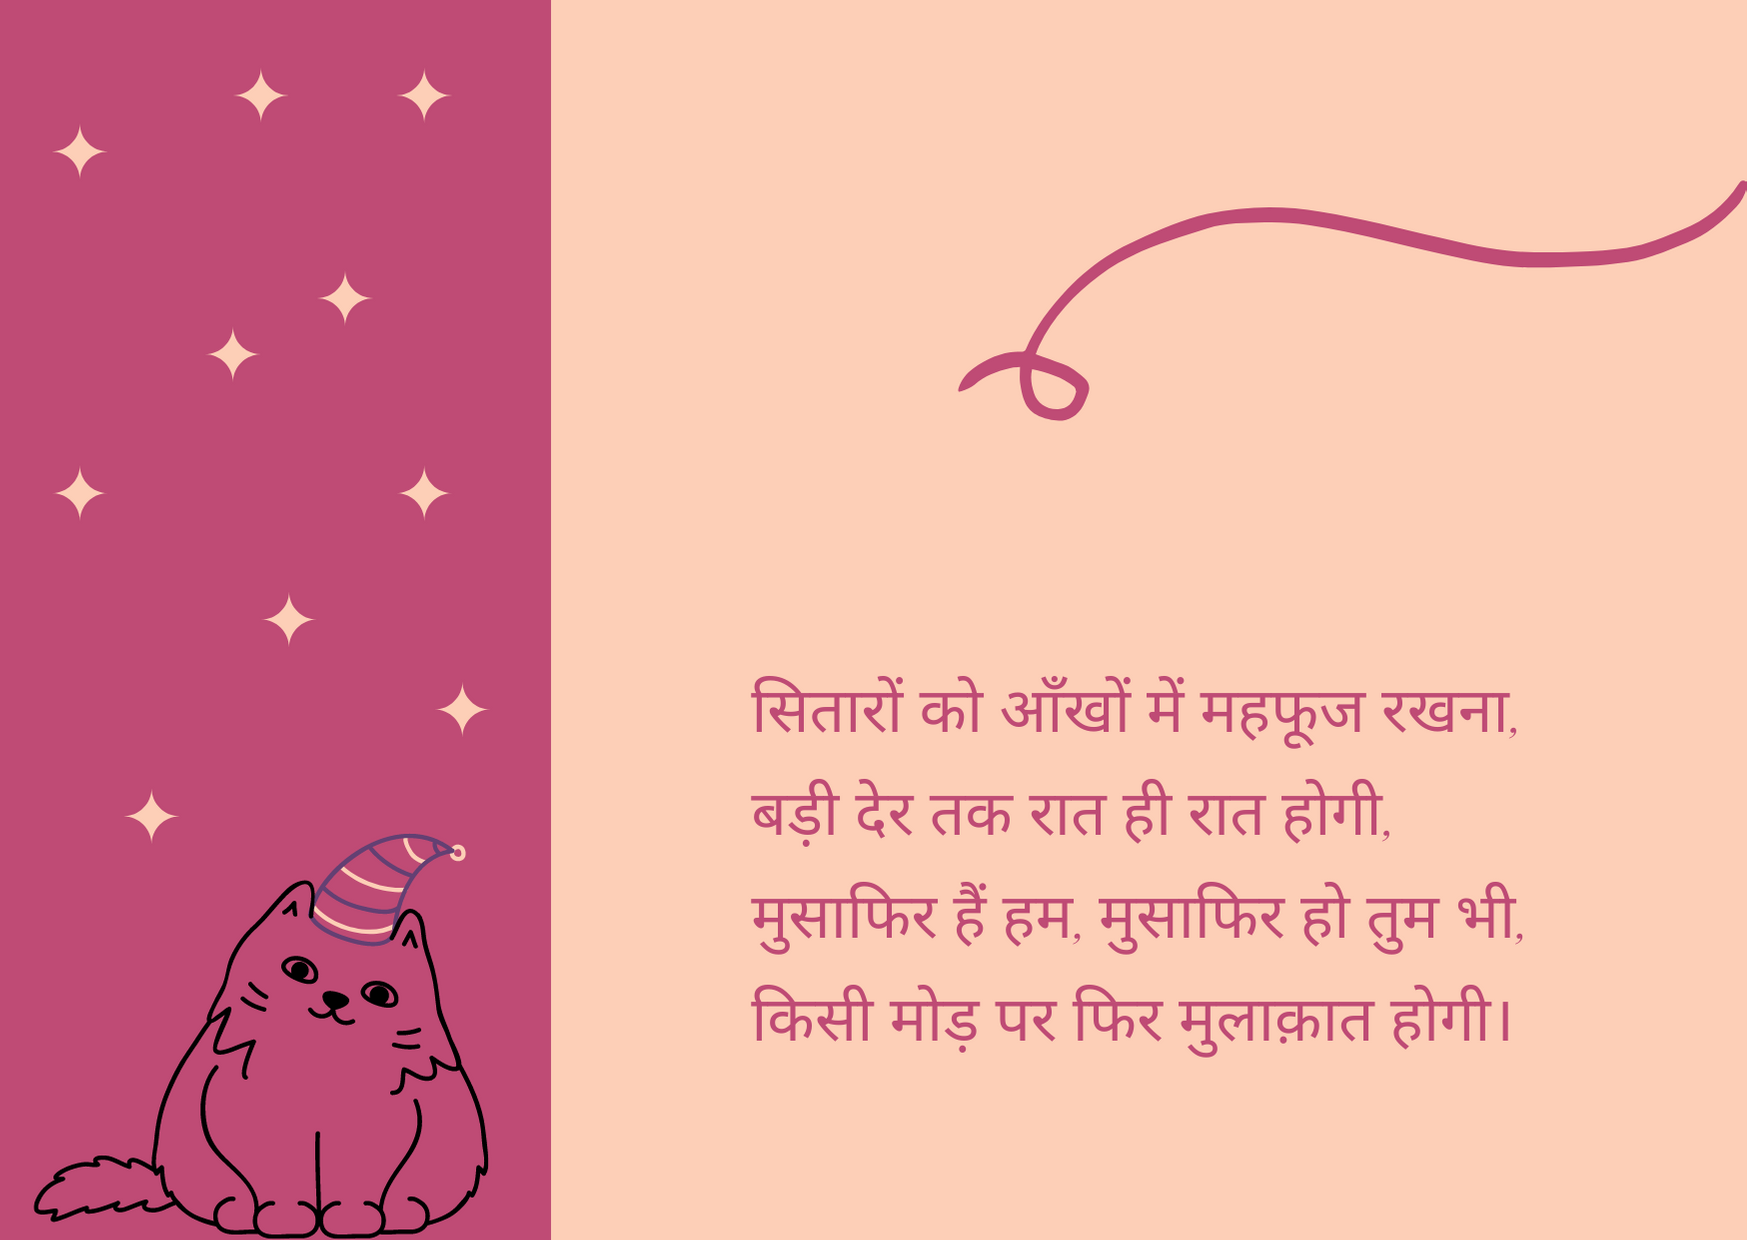 सितारों को आँखों में महफूज रखना,
बड़ी देर तक रात ही रात होगी,
मुसाफिर हैं हम, मुसाफिर हो तुम भी,
किसी मोड़ पर फिर मुलाक़ात होगी।